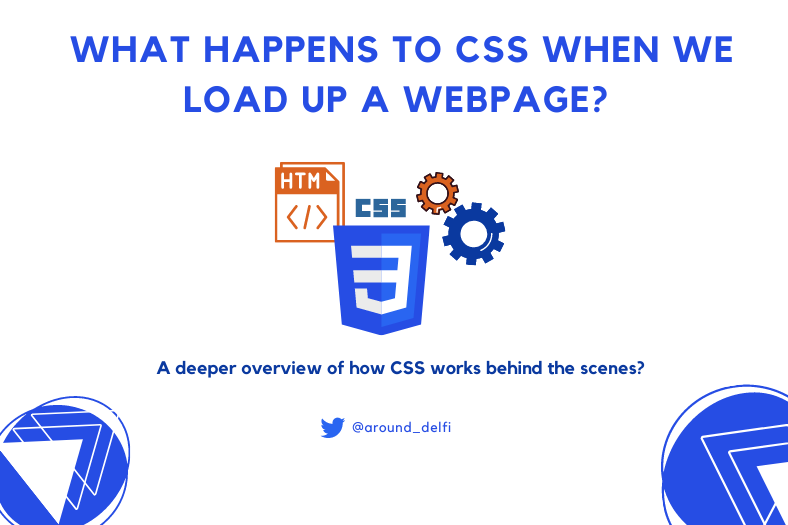 WHAT HAPPENS TO CSS WHEN WE
LOAD UP A WEBPAGE?
HTM
</>
CSS
3
A deeper overview of how CSS works behind the scenes?
@around_delfi